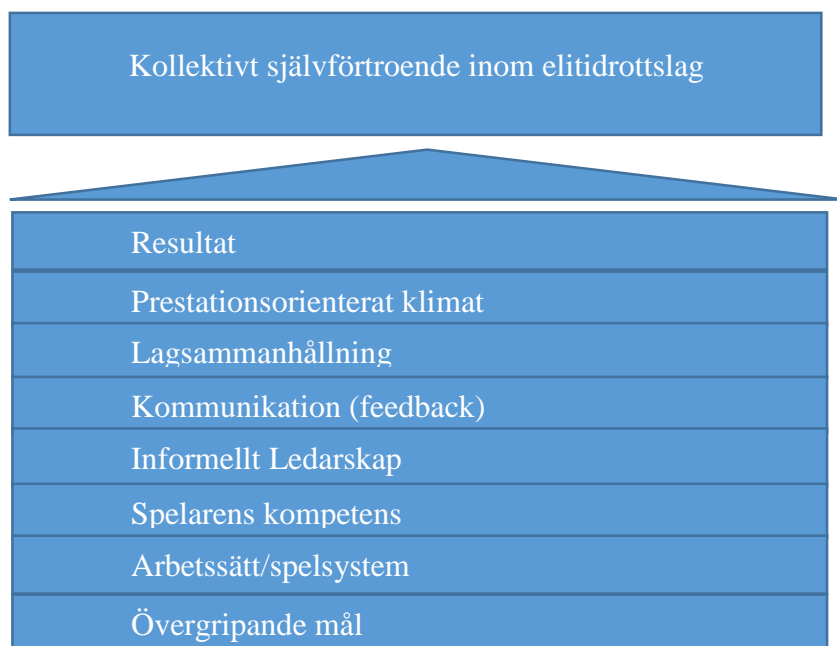 Kollektivt självförtroende inom elitidrottslag
Resultat
Prestationsorienterat klimat
Lagsammanhållning
Kommunikation (feedback)
Informellt Ledarskap
Spelarens kompetens
Arbetssätt/spelsystem
Övergripande mål